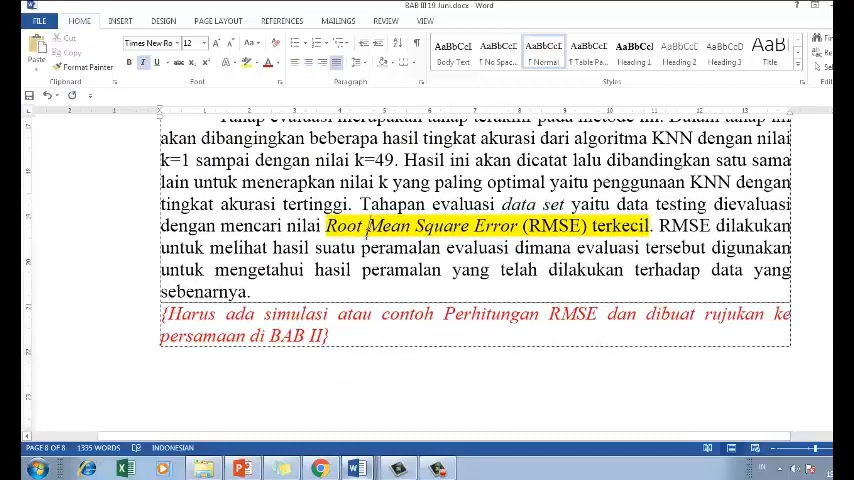 BAB III 19 Juni.docx - Word
FILE HOME INSERT DESIGN PAGE LAYOUT REFERENCES MAILINGS REVIEW VIEW
Cut
Copy
Paste
Format Painter
Times New Ro 12
AaBbCcI Body Text
AaBbCcI ¶ No Spac...
AaBbCcI ¶ Normal
AaBbCcI ¶ Table Pa...
AaBbCcI Heading 1
AaBbCcI Heading 2
AaBbCcI Heading 3
AaBI Title
Find
Clipboard Font Paragraph Styles
Tahap evaluasi merupakan tahap terakhir pada metode ini. Dalam tahap ini
akan dibangingkan beberapa hasil tingkat akurasi dari algoritma KNN dengan nilai
k=1 sampai dengan nilai k=49. Hasil ini akan dicatat lalu dibandingkan satu sama
lain untuk menerapkan nilai k yang paling optimal yaitu penggunaan KNN dengan
tingkat akurasi tertinggi. Tahapan evaluasi data set yaitu data testing dievaluasi
dengan mencari nilai Root Mean Square Error (RMSE) terkecil. RMSE dilakukan
untuk melihat hasil suatu peramalan evaluasi dimana evaluasi tersebut digunakan
untuk mengetahui hasil peramalan yang telah dilakukan terhadap data yang
sebenarnya.
{Harus ada simulasi atau contoh Perhitungan RMSE dan dibuat rujukan ke
persamaan di BAB II}
PAGE 8 OF 8 1335 WORDS INDONESIAN
IN